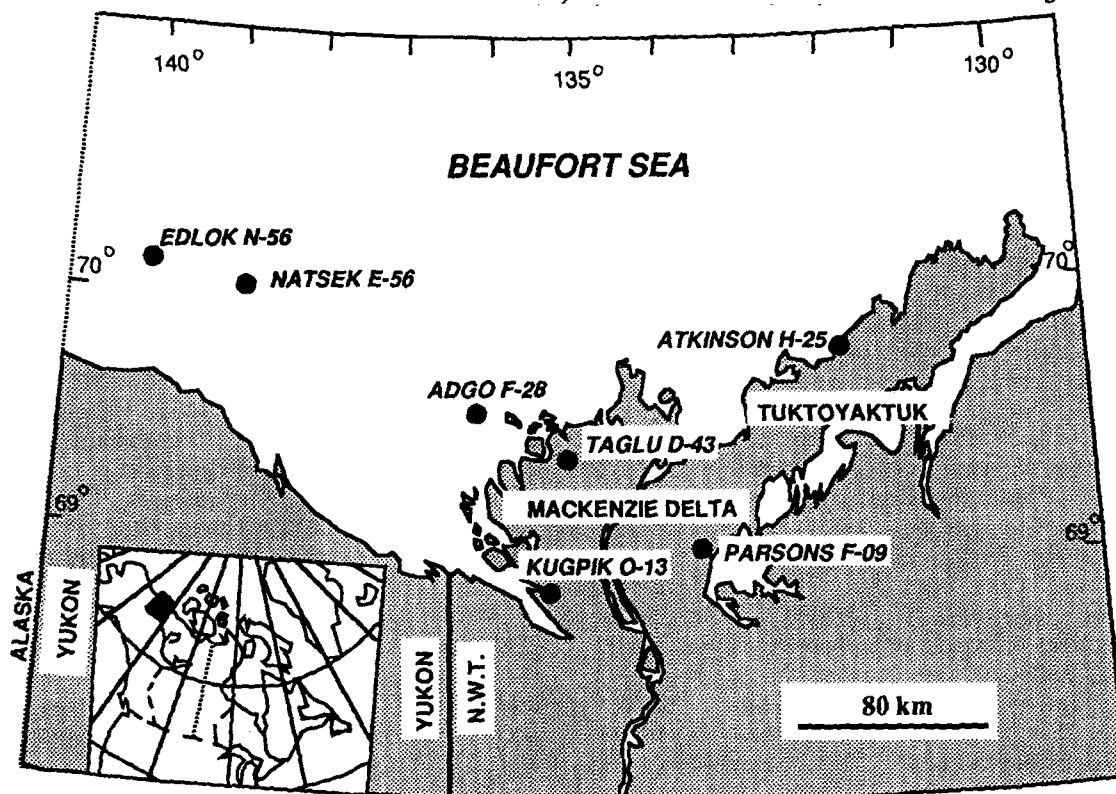 140°
135°
130°
BEAUFORT SEA
EDLOK N-56
70°
NATSEK E-56
70°
ATKINSON H-25
ADGO F-28
TUKTOYAKTUK
TAGLU D-43
69°
MACKENZIE DELTA
69°
PARSONS F-09
KUGPIK O-13
ALASKA
YUKON
YUKON
N.W.T.
80 km